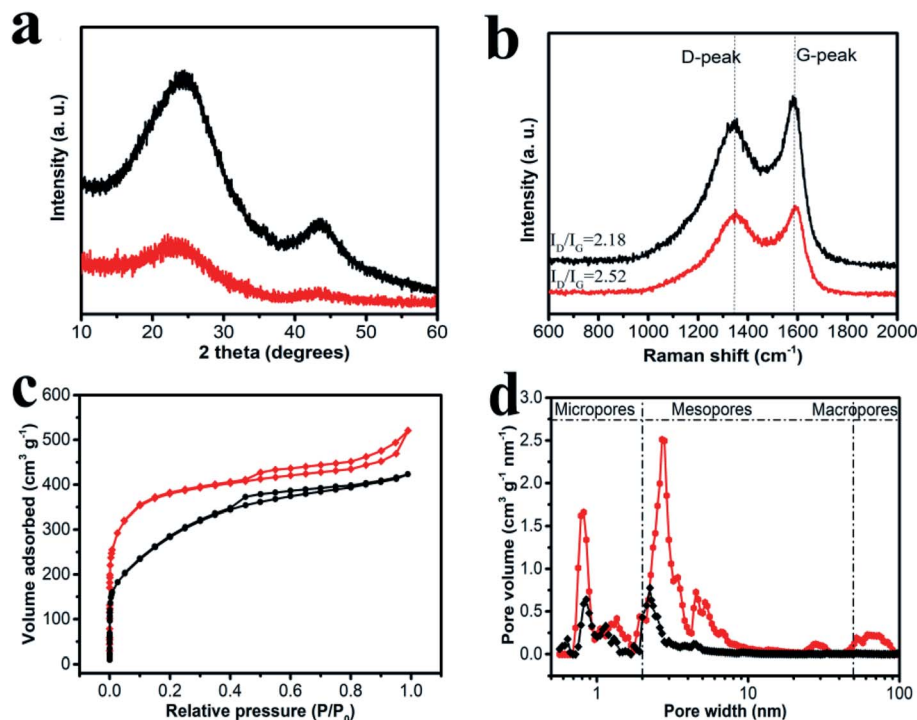 a
Intensity (a. u.)
10 20 30 40 50 60
2 theta (degrees)
b
D-peak
G-peak
Intensity (a. u.)
I_D/I_G=2.18
I_D/I_G=2.52
600 800 1000 1200 1400 1600 1800 2000
Raman shift (cm⁻¹)
c
Volume adsorbed (cm³ g⁻¹)
600
500
400
300
200
100
0
0.0 0.2 0.4 0.6 0.8 1.0
Relative pressure (P/P₀)
d
Micropores Mesopores Macropores
Pore volume (cm³ g⁻¹ nm⁻¹)
3.0
2.5
2.0
1.5
1.0
0.5
0.0
1 10 100
Pore width (nm)